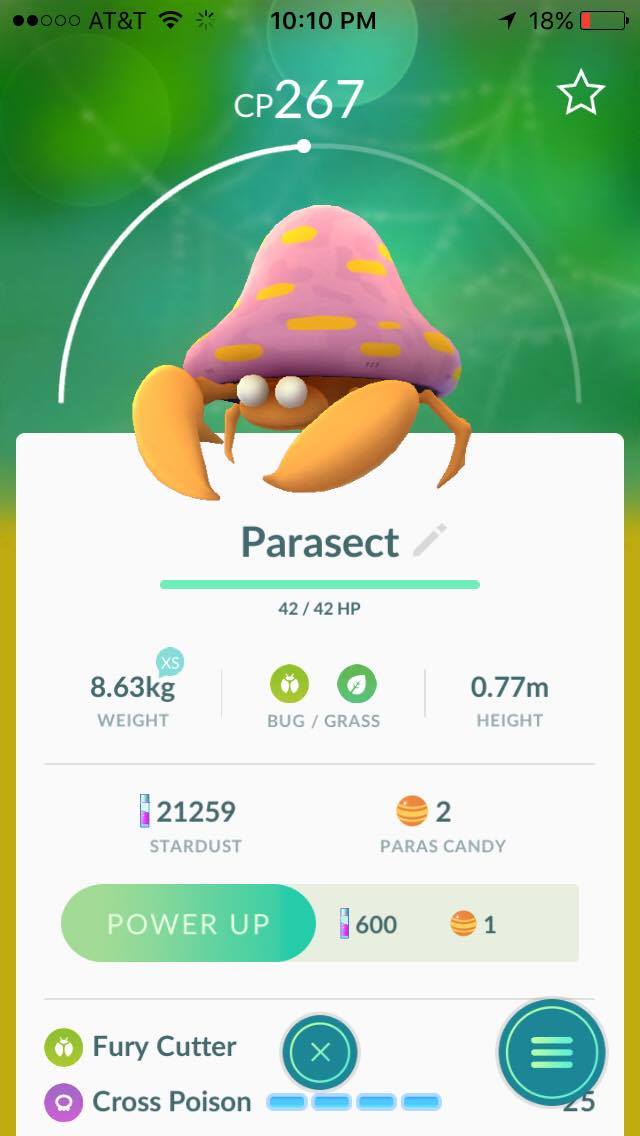 AT&T 10:10 PM 18%
CP267
Parasect
42 / 42 HP
XS
8.63kg 0.77m
WEIGHT BUG / GRASS HEIGHT
21259 2
STARDUST PARAS CANDY
POWER UP 600 1
Fury Cutter
Cross Poison 25